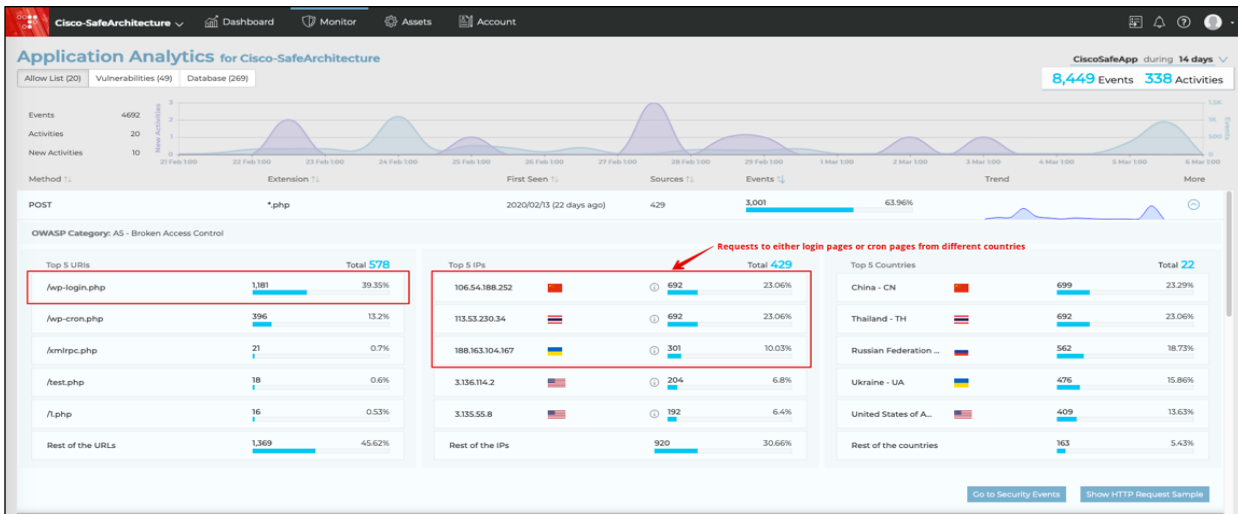 Cisco-SafeArchitecture Dashboard Monitor Assets Account
Application Analytics for Cisco-SafeArchitecture
CiscoSafeApp during 14 days
Allow List (20) Vulnerabilities (49) Database (269)
8,449 Events 338 Activities
Events 4692
Activities 20
New Activities 10
New Activities
3
2
1
0
1.5K
1K
500
0
Events
21 Feb 1:00 22 Feb 1:00 23 Feb 1:00 24 Feb 1:00 25 Feb 1:00 26 Feb 1:00 27 Feb 1:00 28 Feb 1:00 29 Feb 1:00 1 Mar 1:00 2 Mar 1:00 3 Mar 1:00 4 Mar 1:00 5 Mar 1:00 6 Mar 1:00
Method Extension First Seen Sources Events Trend More
POST *.php 2020/02/13 (22 days ago) 429 3,001 63.96%
OWASP Category: A5 - Broken Access Control
Requests to either login pages or cron pages from different countries
Top 5 URIs Total 578
/wp-login.php 1,181 39.35%
/wp-cron.php 396 13.2%
/xmlrpc.php 21 0.7%
/test.php 18 0.6%
/1.php 16 0.53%
Rest of the URLs 1,369 45.62%
Top 5 IPs Total 429
106.54.188.252 692 23.06%
113.53.230.34 692 23.06%
188.163.104.167 301 10.03%
3.136.114.2 204 6.8%
3.135.55.8 192 6.4%
Rest of the IPs 920 30.66%
Top 5 Countries Total 22
China - CN 699 23.29%
Thailand - TH 692 23.06%
Russian Federation ... 562 18.73%
Ukraine - UA 476 15.86%
United States of A... 409 13.63%
Rest of the countries 163 5.43%
Go to Security Events Show HTTP Request Sample